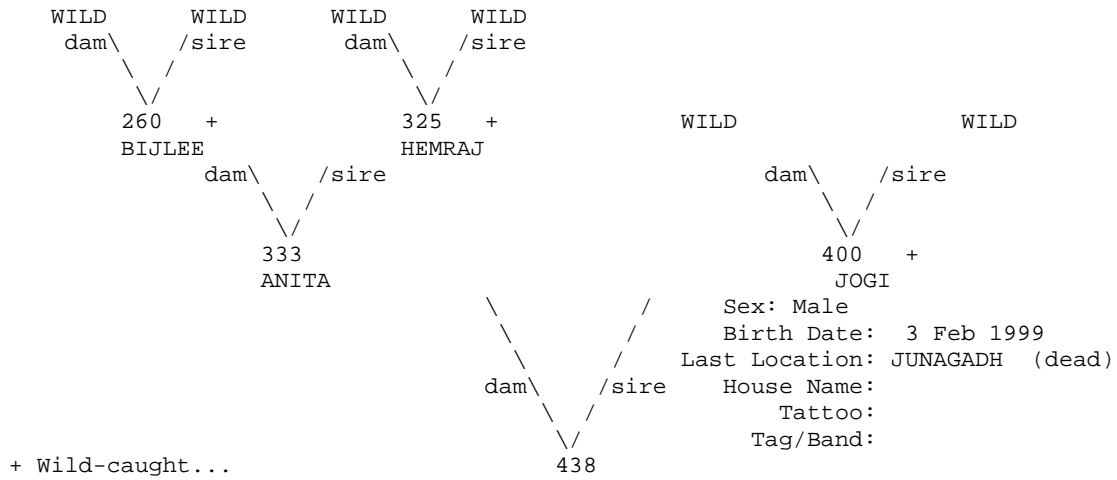 WILD WILD WILD WILD
dam\ /sire dam\ /sire
\ / \ /
\/ \/
260 + 325 + WILD WILD
BIJLEE HEMRAJ
dam\ /sire dam\ /sire
\ / \ /
\/ \/
333 400 +
ANITA JOGI
\ / Sex: Male
\ / Birth Date: 3 Feb 1999
\ / Last Location: JUNAGADH (dead)
dam\ /sire House Name:
\ / Tattoo:
\/ Tag/Band:
+ Wild-caught... 438